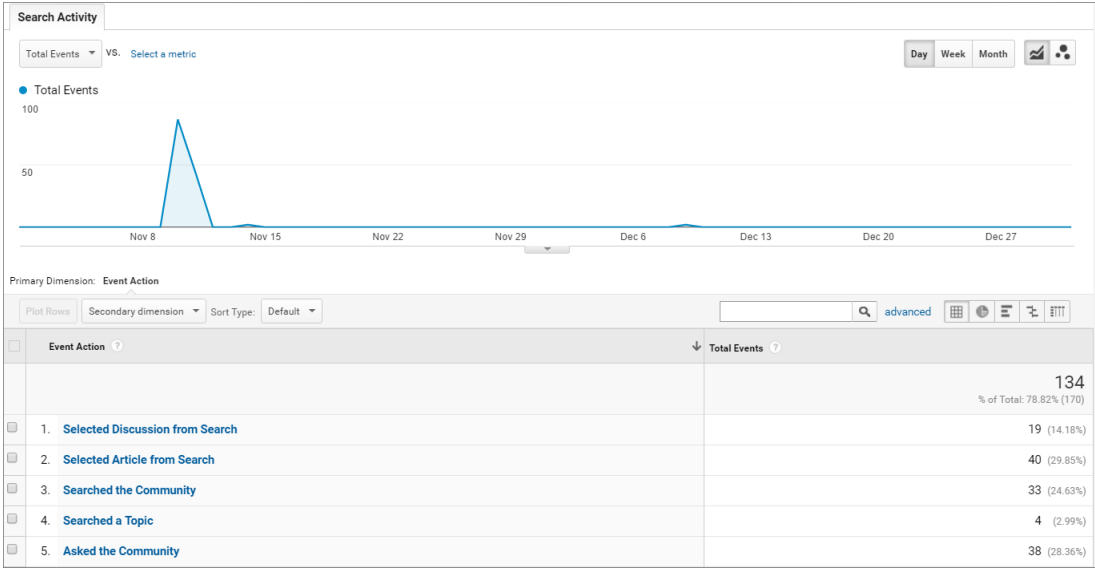 Search Activity
Total Events VS. Select a metric Day Week Month
Total Events
100
50
Nov 8 Nov 15 Nov 22 Nov 29 Dec 6 Dec 13 Dec 20 Dec 27
Primary Dimension: Event Action
Plot Rows Secondary dimension Sort Type: Default advanced
Event Action ? Total Events ?
134
% of Total: 78.82% (170)
1. Selected Discussion from Search 19 (14.18%)
2. Selected Article from Search 40 (29.85%)
3. Searched the Community 33 (24.63%)
4. Searched a Topic 4 (2.99%)
5. Asked the Community 38 (28.36%)